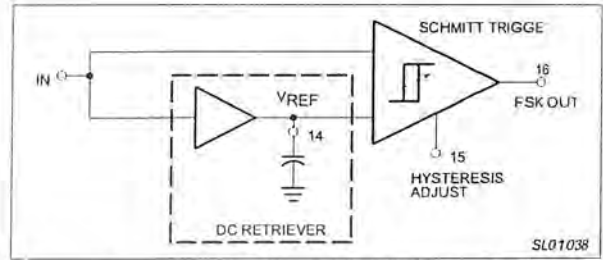 SCHMITT TRIGGE
IN
VREF
14
16
FSK OUT
15
HYSTERESIS
ADJUST
DC RETRIEVER
SL01038